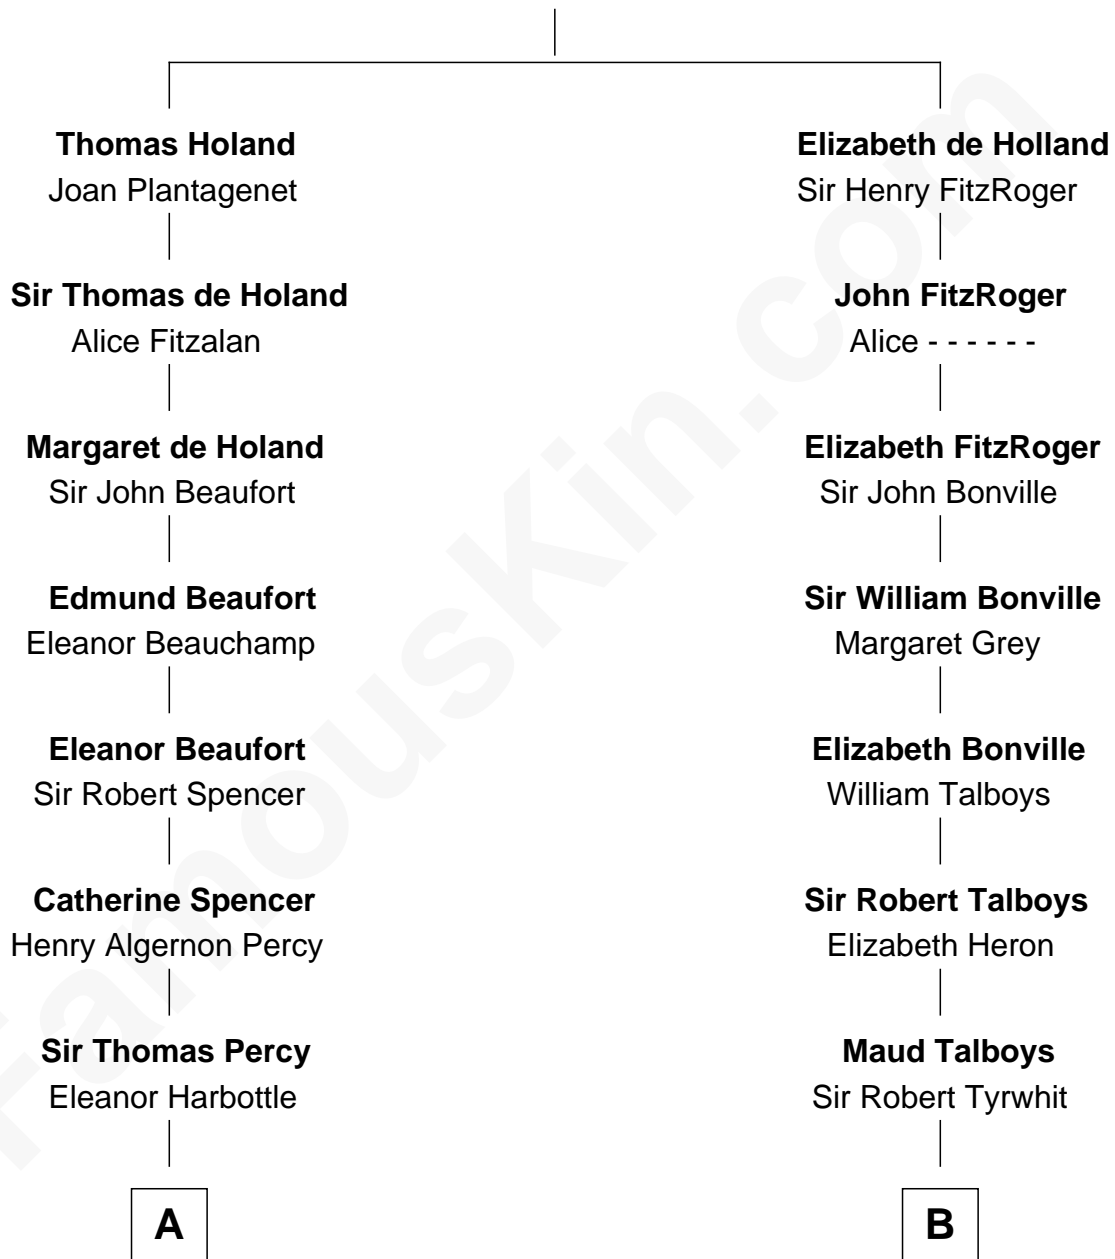 Thomas Holand
Joan Plantagenet
Sir Thomas de Holand
Alice Fitzalan
Margaret de Holand
Sir John Beaufort
Edmund Beaufort
Eleanor Beauchamp
Eleanor Beaufort
Sir Robert Spencer
Catherine Spencer
Henry Algernon Percy
Sir Thomas Percy
Eleanor Harbottle
A
Elizabeth de Holland
Sir Henry FitzRoger
John FitzRoger
Alice - - - - - -
Elizabeth FitzRoger
Sir John Bonville
Sir William Bonville
Margaret Grey
Elizabeth Bonville
William Talboys
Sir Robert Talboys
Elizabeth Heron
Maud Talboys
Sir Robert Tyrwhit
B
FamousKin.com